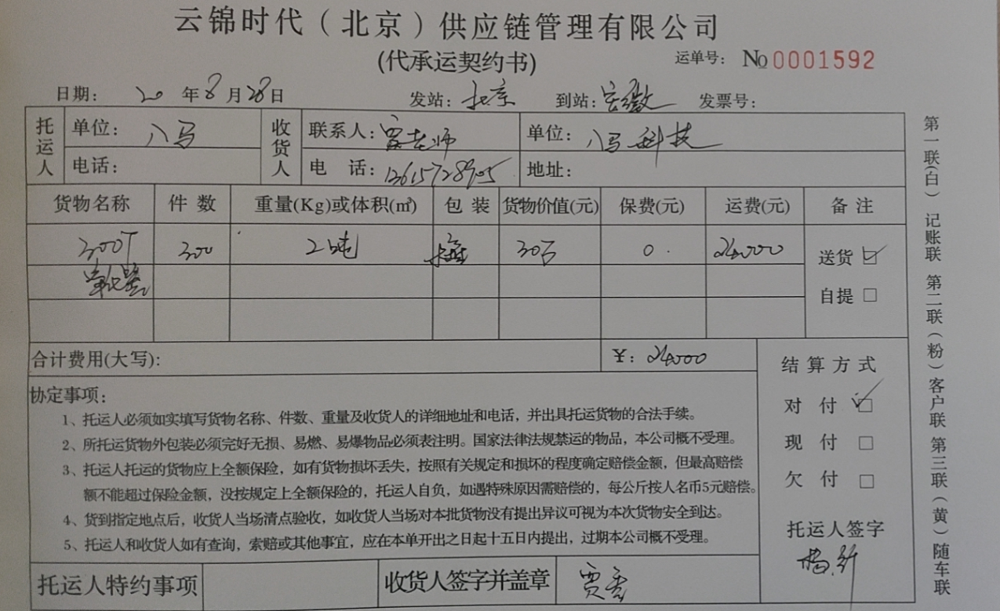 云锦时代（北京）供应链管理有限公司
(代承运契约书)
运单号： No 0001592
日期： 20 年 8 月 28 日 发站：北京 到站：安徽 发票号：
托运人 单位：八马 收货人 联系人：贾老师 单位：八马科技
电话： 电 话：13615728905 地址：
货物名称 件 数 重量(Kg)或体积(㎡) 包 装 货物价值(元) 保费(元) 运费(元) 备 注
300T 300 2吨 30万 0 24000 送货
自提 □
合计费用(大写)： ¥：24000
协定事项：
1、托运人必须如实填写货物名称、件数、重量及收货人的详细地址和电话，并出具托运货物的合法手续。
2、所托运货物外包装必须完好无损、易燃、易爆物品必须表注明。国家法律法规禁运的物品，本公司概不受理。
3、托运人托运的货物应上全额保险，如有货物损坏丢失，按照有关规定和损坏的程度确定赔偿金额，但最高赔偿
额不能超过保险金额，没按规定上全额保险的，托运人自负，如遇特殊原因需赔偿的，每公斤按人名币5元赔偿。
4、货到指定地点后，收货人当场清点验收，如收货人当场对本批货物没有提出异议可视为本次货物安全到达。
5、托运人和收货人如有查询，索赔或其他事宜，应在本单开出之日起十五日内提出，过期本公司概不受理。
结 算 方 式
对 付 ☑
现 付 □
欠 付 □
托运人签字
托运人特约事项 收货人签字并盖章
第一联(白)记账联 第二联(粉)客户联 第三联(黄)随车联